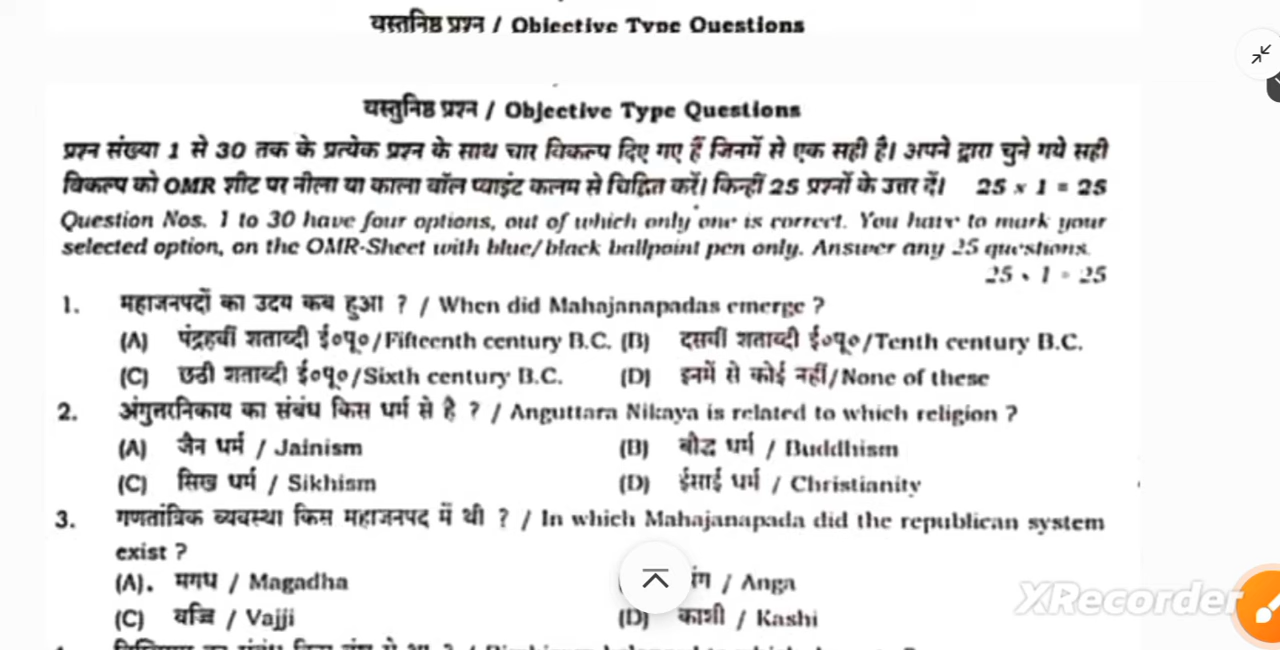 यस्तनिष्ठ प्रश्न / Objective Type Questions
यस्तुनिष्ठ प्रश्न / Objective Type Questions
प्रश्न संख्या 1 से 30 तक के प्रत्येक प्रश्न के साथ चार विकल्प दिए गए हैं जिनमें से एक सही है। अपने द्वारा चुने गये सही
विकल्प को OMR शीट पर नीला या काला बॉल प्वाइंट कलम से चिह्नित करें। किन्हीं 25 प्रश्नों के उत्तर दें। 25 x 1 = 25
Question Nos. 1 to 30 have four options, out of which only one is correct. You have to mark your
selected option, on the OMR-Sheet with blue/black ballpoint pen only. Answer any 25 questions.
25 x 1 = 25
1. महाजनपदों का उदय कब हुआ ? / When did Mahajanapadas emerge ?
(A) पंद्रहवीं शताब्दी ई०पू०/Fifteenth century B.C. (B) दसवीं शताब्दी ई०पू०/Tenth century B.C.
(C) छठी शताब्दी ई०पू०/Sixth century B.C. (D) इनमें से कोई नहीं/None of these
2. अंगुत्तरनिकाय का संबंध किस धर्म से है ? / Anguttara Nikaya is related to which religion ?
(A) जैन धर्म / Jainism (B) बौद्ध धर्म / Buddhism
(C) सिख धर्म / Sikhism (D) ईसाई धर्म / Christianity
3. गणतांत्रिक व्यवस्था किस महाजनपद में थी ? / In which Mahajanapada did the republican system
exist ?
(A). मगध / Magadha / Anga
(C) वज्जि / Vajji (D) काशी / Kashi
XRecorder